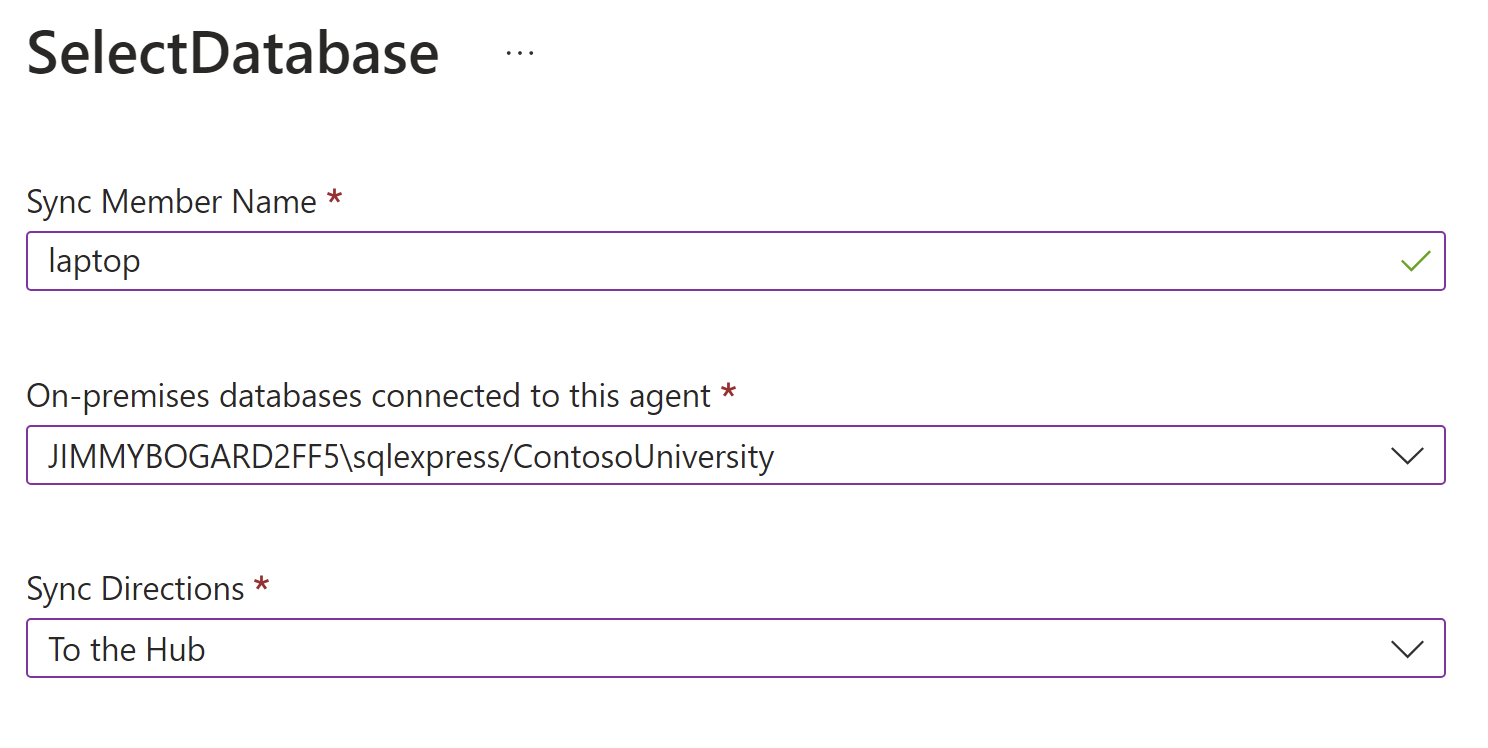 SelectDatabase ...
Sync Member Name *
laptop
On-premises databases connected to this agent *
JIMMYBOGARD2FF5\sqlexpress/ContosoUniversity
Sync Directions *
To the Hub